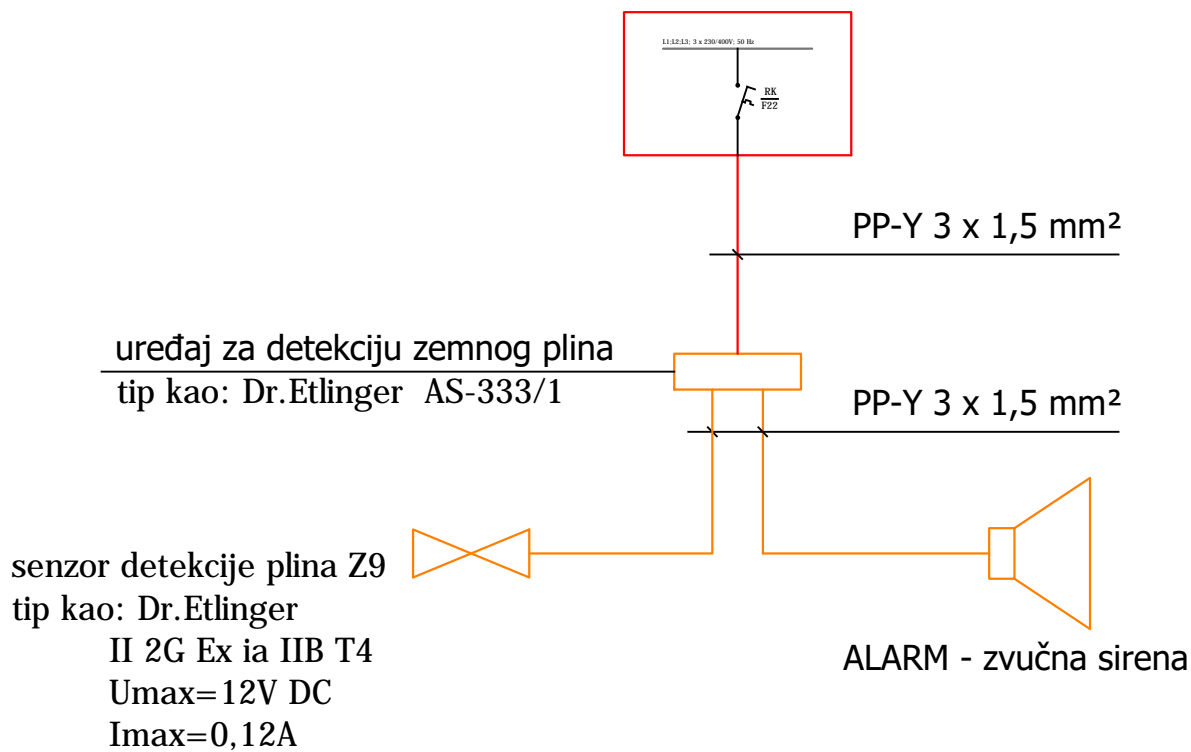 L1;L2;L3; 3 x 230/400V; 50 Hz
RK
F22
PP-Y 3 x 1,5 mm²
uređaj za detekciju zemnog plina
tip kao: Dr.Etlinger AS-333/1
PP-Y 3 x 1,5 mm²
senzor detekcije plina Z9
tip kao: Dr.Etlinger
II 2G Ex ia IIB T4
Umax=12V DC
Imax=0,12A
ALARM - zvučna sirena